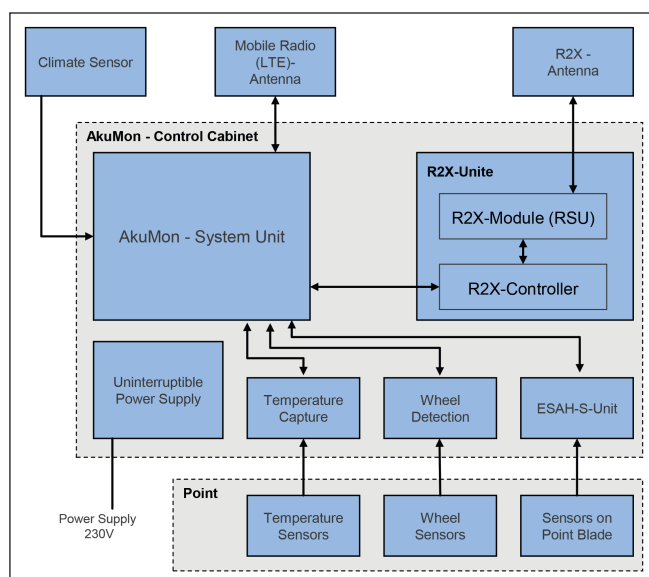 Climate Sensor
Mobile Radio
(LTE)-
Antenna
R2X -
Antenna
AkuMon - Control Cabinet
AkuMon - System Unit
R2X-Unite
R2X-Module (RSU)
R2X-Controller
Uninterruptible
Power Supply
Temperature
Capture
Wheel
Detection
ESAH-S-Unit
Point
Power Supply
230V
Temperature
Sensors
Wheel
Sensors
Sensors on
Point Blade